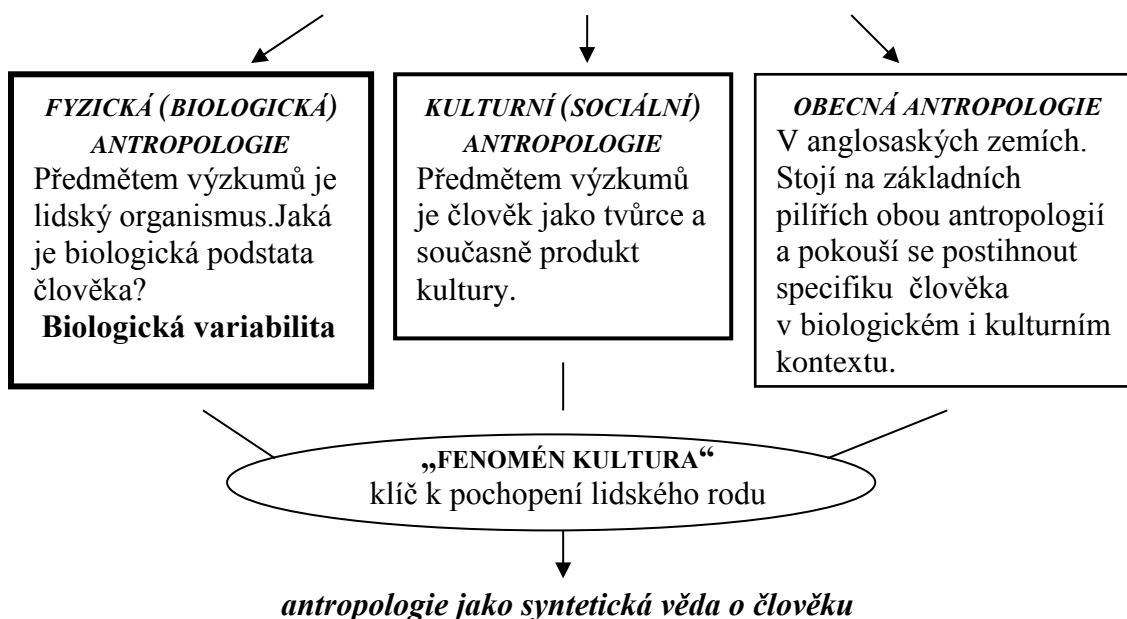 FYZICKÁ (BIOLOGICKÁ)
ANTROPOLOGIE
Předmětem výzkumů je
lidský organismus.Jaká
je biologická podstata
člověka?
Biologická variabilita
KULTURNÍ (SOCIÁLNÍ)
ANTROPOLOGIE
Předmětem výzkumů
je člověk jako tvůrce a
současně produkt
kultury.
OBECNÁ ANTROPOLOGIE
V anglosaských zemích.
Stojí na základních
pilířích obou antropologií
a pokouší se postihnout
specifiku člověka
v biologickém i kulturním
kontextu.
„FENOMÉN KULTURA“
klíč k pochopení lidského rodu
antropologie jako syntetická věda o člověku